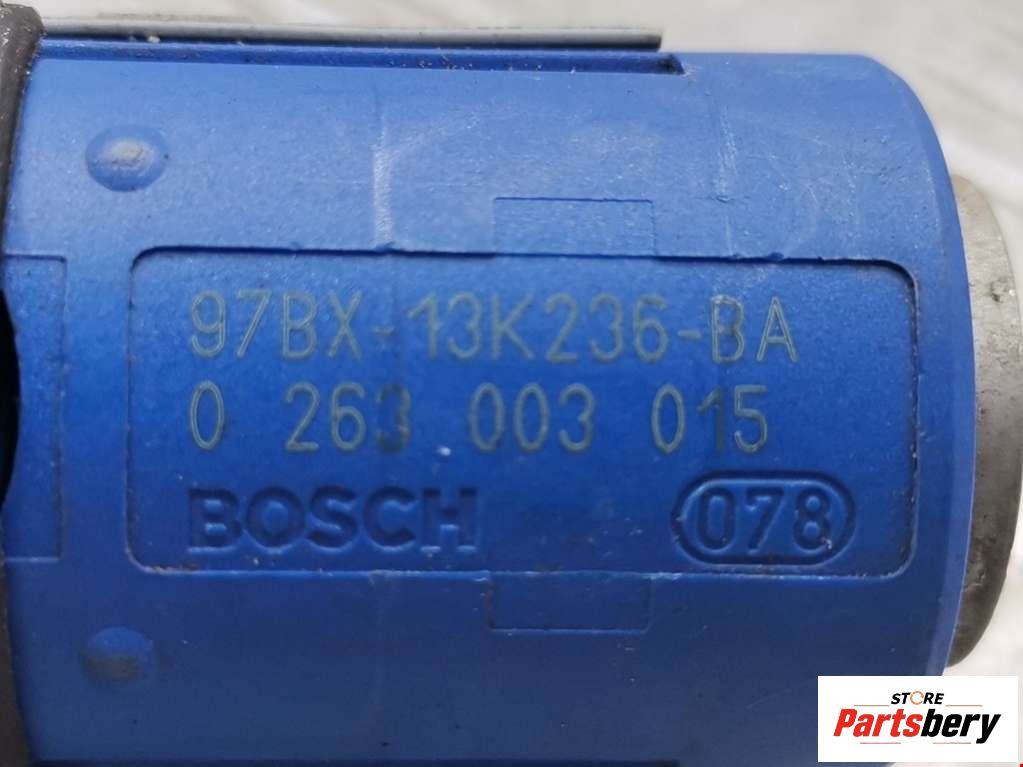 97BX-13K236-BA
0 263 003 015
BOSCH 078
STORE
Partsbery